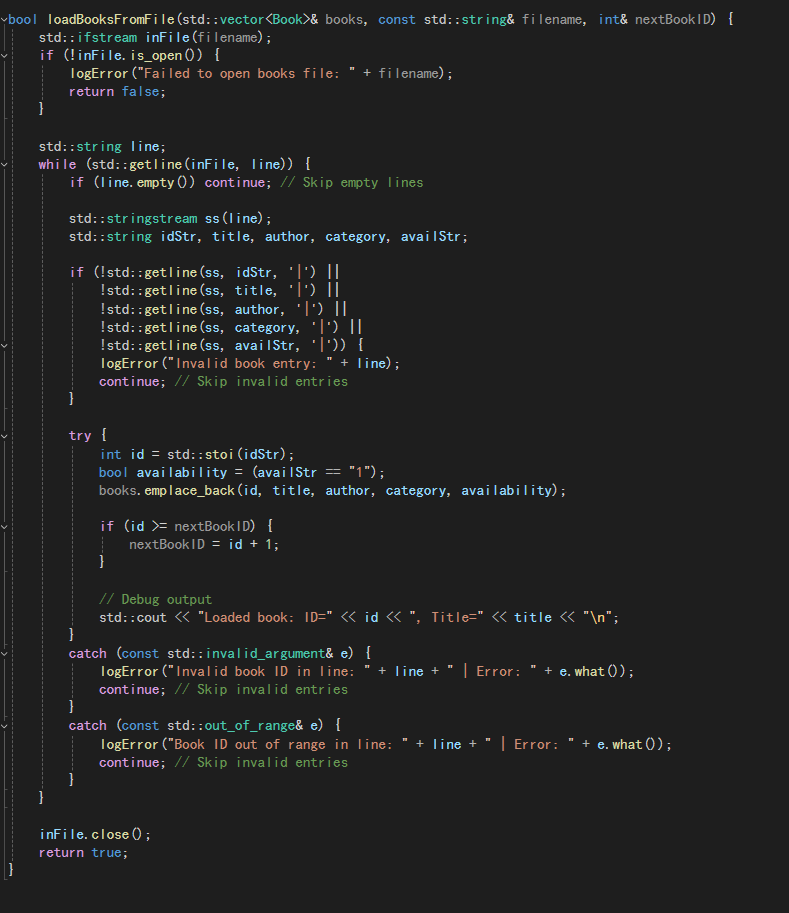 bool loadBooksFromFile(std::vector<Book>& books, const std::string& filename, int& nextBookID) {
    std::ifstream inFile(filename);
    if (!inFile.is_open()) {
        logError("Failed to open books file: " + filename);
        return false;
    }

    std::string line;
    while (std::getline(inFile, line)) {
        if (line.empty()) continue; // Skip empty lines

        std::stringstream ss(line);
        std::string idStr, title, author, category, availStr;

        if (!std::getline(ss, idStr, '|') ||
            !std::getline(ss, title, '|') ||
            !std::getline(ss, author, '|') ||
            !std::getline(ss, category, '|') ||
            !std::getline(ss, availStr, '|')) {
            logError("Invalid book entry: " + line);
            continue; // Skip invalid entries
        }

        try {
            int id = std::stoi(idStr);
            bool availability = (availStr == "1");
            books.emplace_back(id, title, author, category, availability);

            if (id >= nextBookID) {
                nextBookID = id + 1;
            }

            // Debug output
            std::cout << "Loaded book: ID=" << id << ", Title=" << title << "\n";
        }
        catch (const std::invalid_argument& e) {
            logError("Invalid book ID in line: " + line + " | Error: " + e.what());
            continue; // Skip invalid entries
        }
        catch (const std::out_of_range& e) {
            logError("Book ID out of range in line: " + line + " | Error: " + e.what());
            continue; // Skip invalid entries
        }
    }

    inFile.close();
    return true;
}